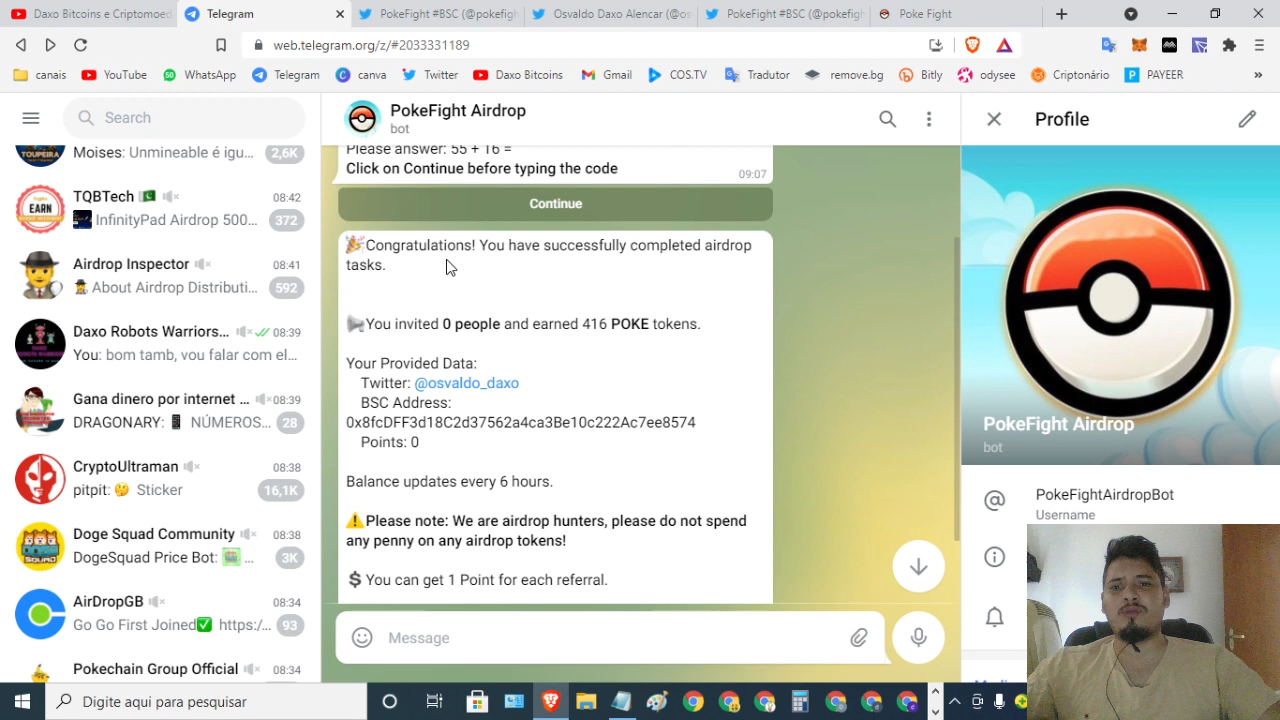 Daxo Bitcoins e Criptomoed
Telegram
PokeFight #BSC (@pokefigh
Osvaldo Daxo Alencar (@os
PokeFight #BSC (@pokefigh
Poke Fight
web.telegram.org/z/#2033331189
canais
YouTube
WhatsApp
Telegram
canva
Twitter
Daxo Bitcoins
Gmail
COS.TV
Tradutor
remove.bg
Bitly
odysee
Criptonário
PAYEER
»
Search
Moises: Unmineable é igu...
2,6K
TQBTech
08:42
InfinityPad Airdrop 500...
372
Airdrop Inspector
08:41
About Airdrop Distributi...
592
Daxo Robots Warriors...
08:39
You: bom tamb, vou falar com el...
Gana dinero por internet ...
08:39
DRAGONARY: NÚMEROS...
28
CryptoUltraman
08:38
pitpit: Sticker
16,1K
Doge Squad Community
08:38
DogeSquad Price Bot: ...
3K
AirDropGB
08:34
Go Go First Joined https:/...
93
Pokechain Group Official
08:34
PokeFight Airdrop
bot
Please answer: 55 + 16 =
Click on Continue before typing the code
09:07
Continue
Congratulations! You have successfully completed airdrop
tasks.
You invited 0 people and earned 416 POKE tokens.
Your Provided Data:
Twitter: @osvaldo_daxo
BSC Address:
0x8fcDFF3d18C2d37562a4ca3Be10c222Ac7ee8574
Points: 0
Balance updates every 6 hours.
Please note: We are airdrop hunters, please do not spend
any penny on any airdrop tokens!
You can get 1 Point for each referral.
Message
Profile
PokeFight Airdrop
bot
PokeFightAirdropBot
Username
Digite aqui para pesquisar